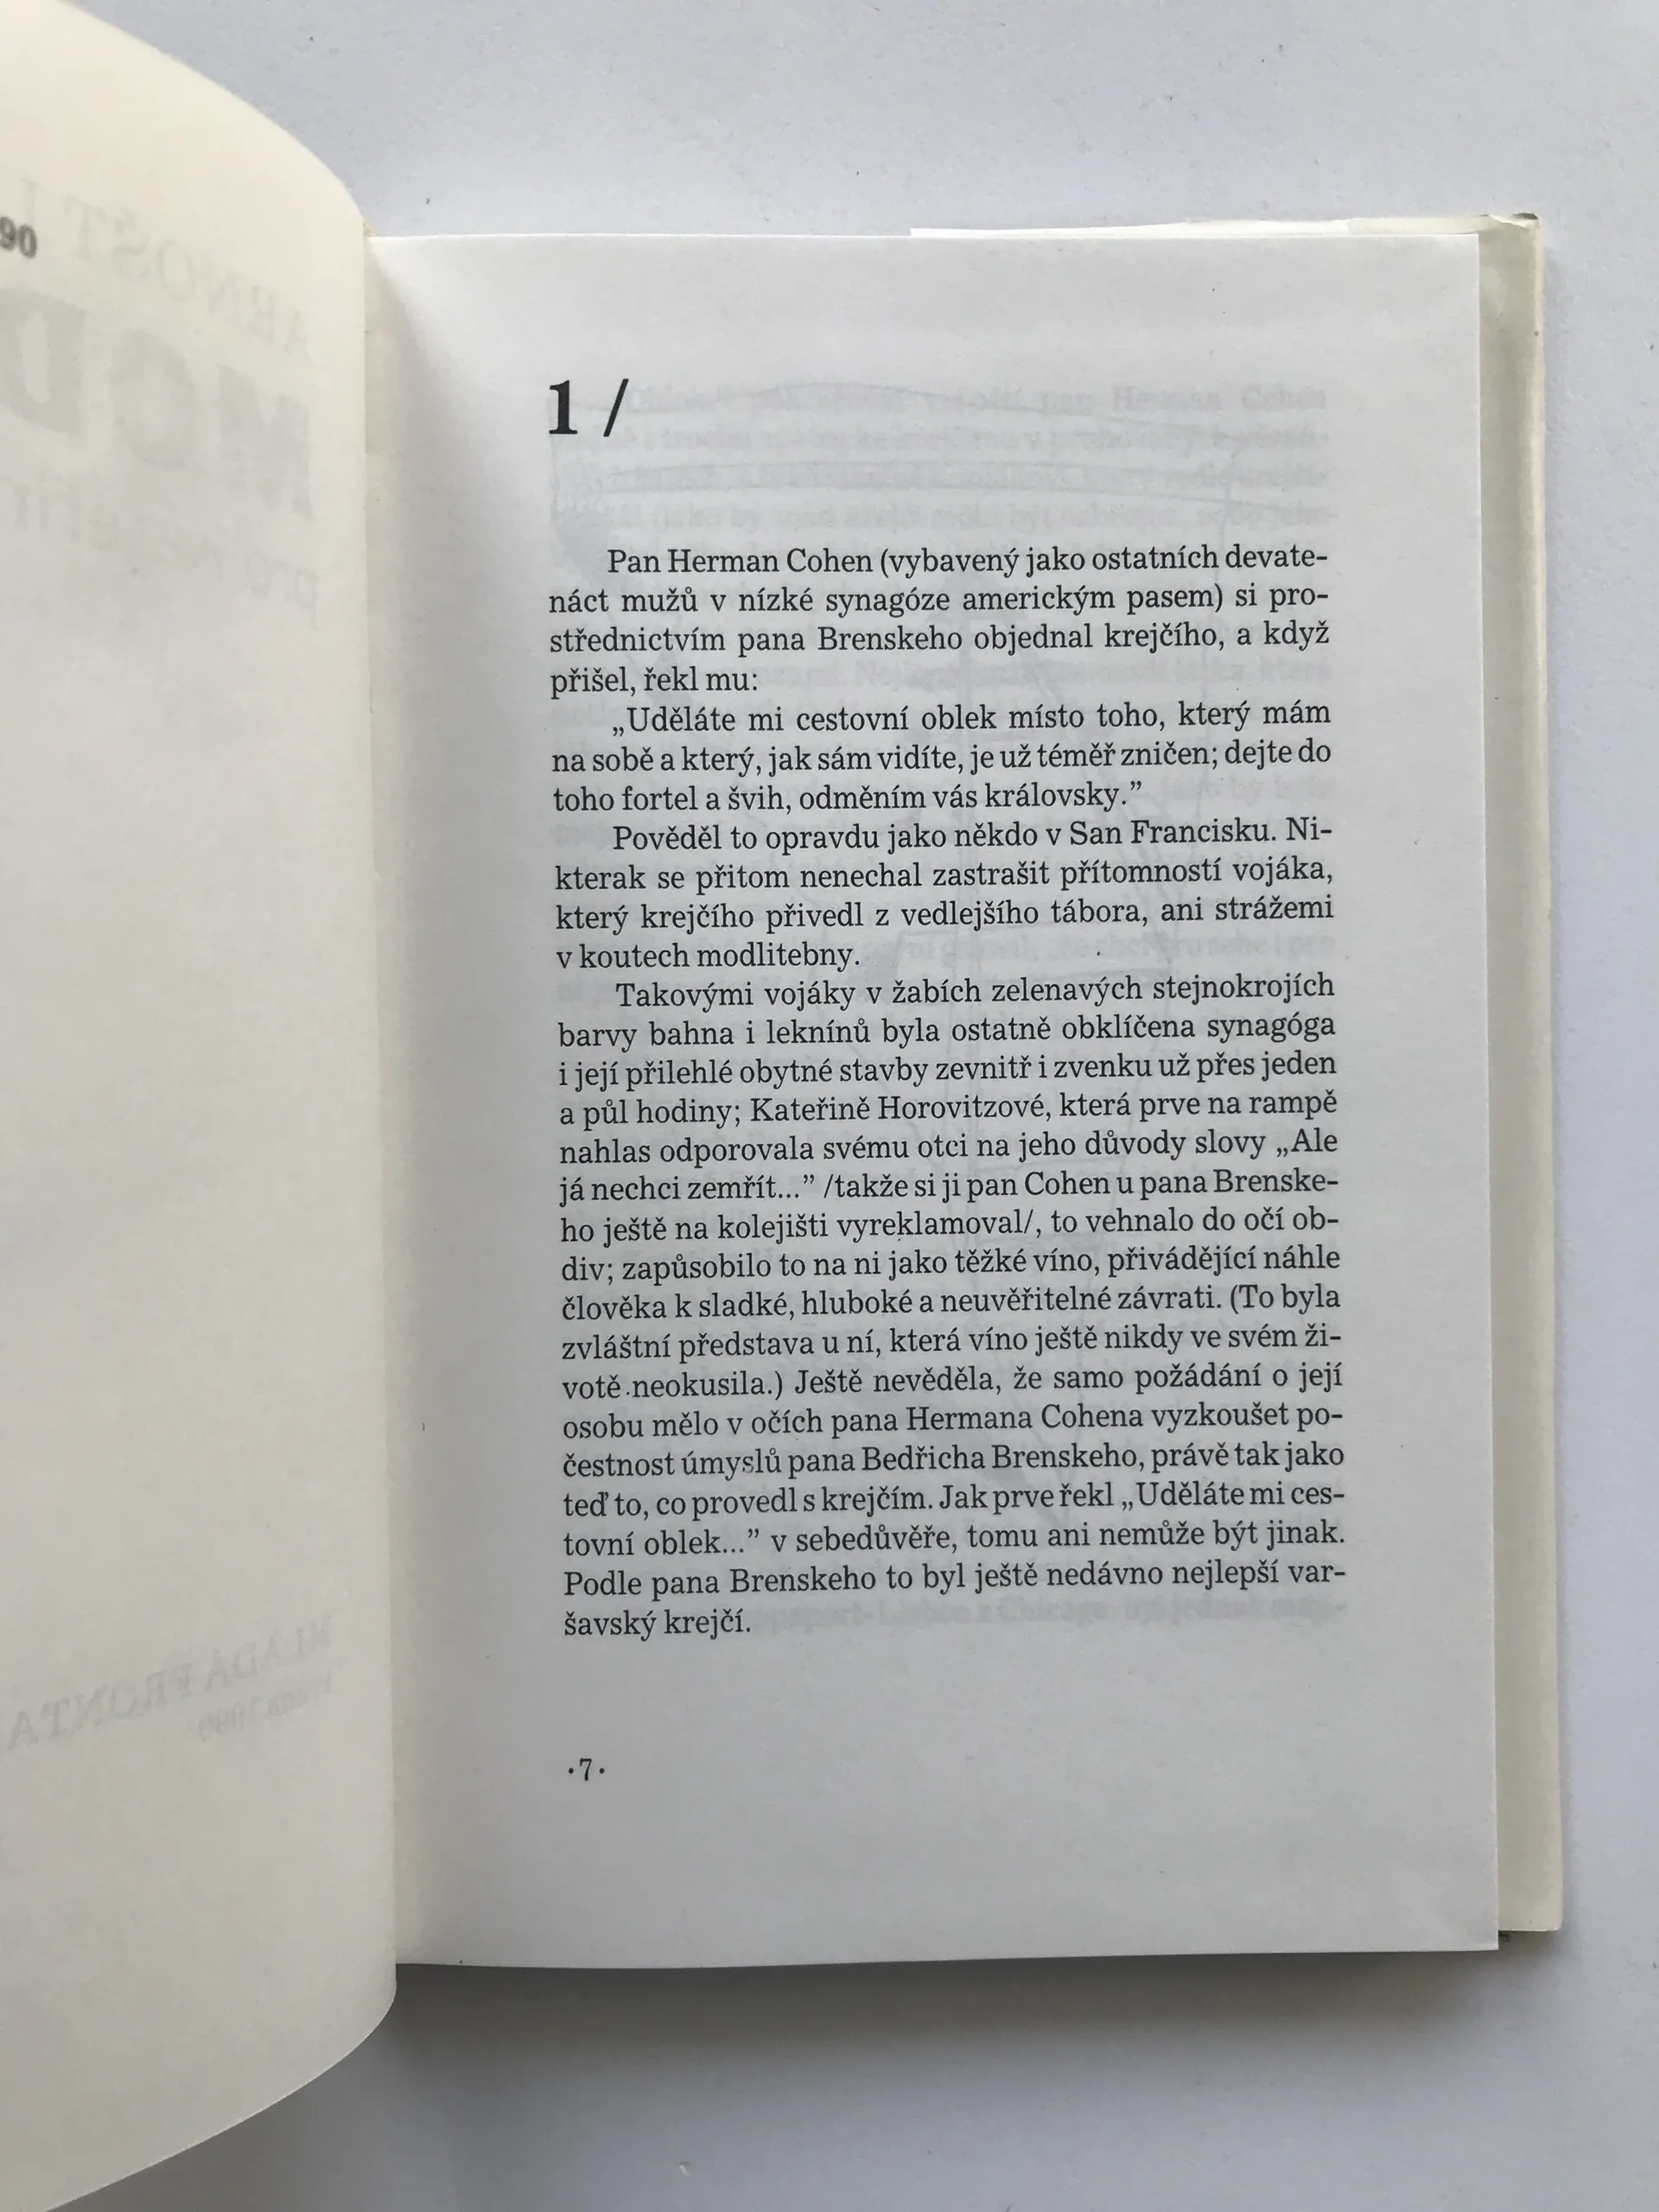 90
1 /
Pan Herman Cohen (vybavený jako ostatních devate-
náct mužů v nízké synagóze americkým pasem) si pro-
střednictvím pana Brenskeho objednal krejčího, a když
přišel, řekl mu:
„Uděláte mi cestovní oblek místo toho, který mám
na sobě a který, jak sám vidíte, je už téměř zničen; dejte do
toho fortel a švih, odměním vás královsky.”
Pověděl to opravdu jako někdo v San Francisku. Ni-
kterak se přitom nenechal zastrašit přítomností vojáka,
který krejčího přivedl z vedlejšího tábora, ani strážemi
v koutech modlitebny.
Takovými vojáky v žabích zelenavých stejnokrojích
barvy bahna i leknínů byla ostatně obklíčena synagóga
i její přilehlé obytné stavby zevnitř i zvenku už přes jeden
a půl hodiny; Kateřině Horovitzové, která prve na rampě
nahlas odporovala svému otci na jeho důvody slovy „Ale
já nechci zemřít...” /takže si ji pan Cohen u pana Brenske-
ho ještě na kolejišti vyreklamoval/, to vehnalo do očí ob-
div; zapůsobilo to na ni jako těžké víno, přivádějící náhle
člověka k sladké, hluboké a neuvěřitelné závrati. (To byla
zvláštní představa u ní, která víno ještě nikdy ve svém ži-
votě neokusila.) Ještě nevěděla, že samo požádání o její
osobu mělo v očích pana Hermana Cohena vyzkoušet po-
čestnost úmyslů pana Bedřicha Brenskeho, právě tak jako
teď to, co provedl s krejčím. Jak prve řekl „Uděláte mi ces-
tovní oblek...” v sebedůvěře, tomu ani nemůže být jinak.
Podle pana Brenskeho to byl ještě nedávno nejlepší var-
šavský krejčí.
·7·